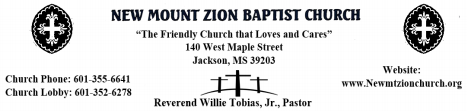 NEW MOUNT ZION BAPTIST CHURCH
"The Friendly Church that Loves and Cares"
140 West Maple Street
Jackson, MS 39203
Church Phone: 601-355-6641
Church Lobby: 601-352-6278
Website:
www.Newmtzionchurch.org
Reverend Willie Tobias, Jr., Pastor